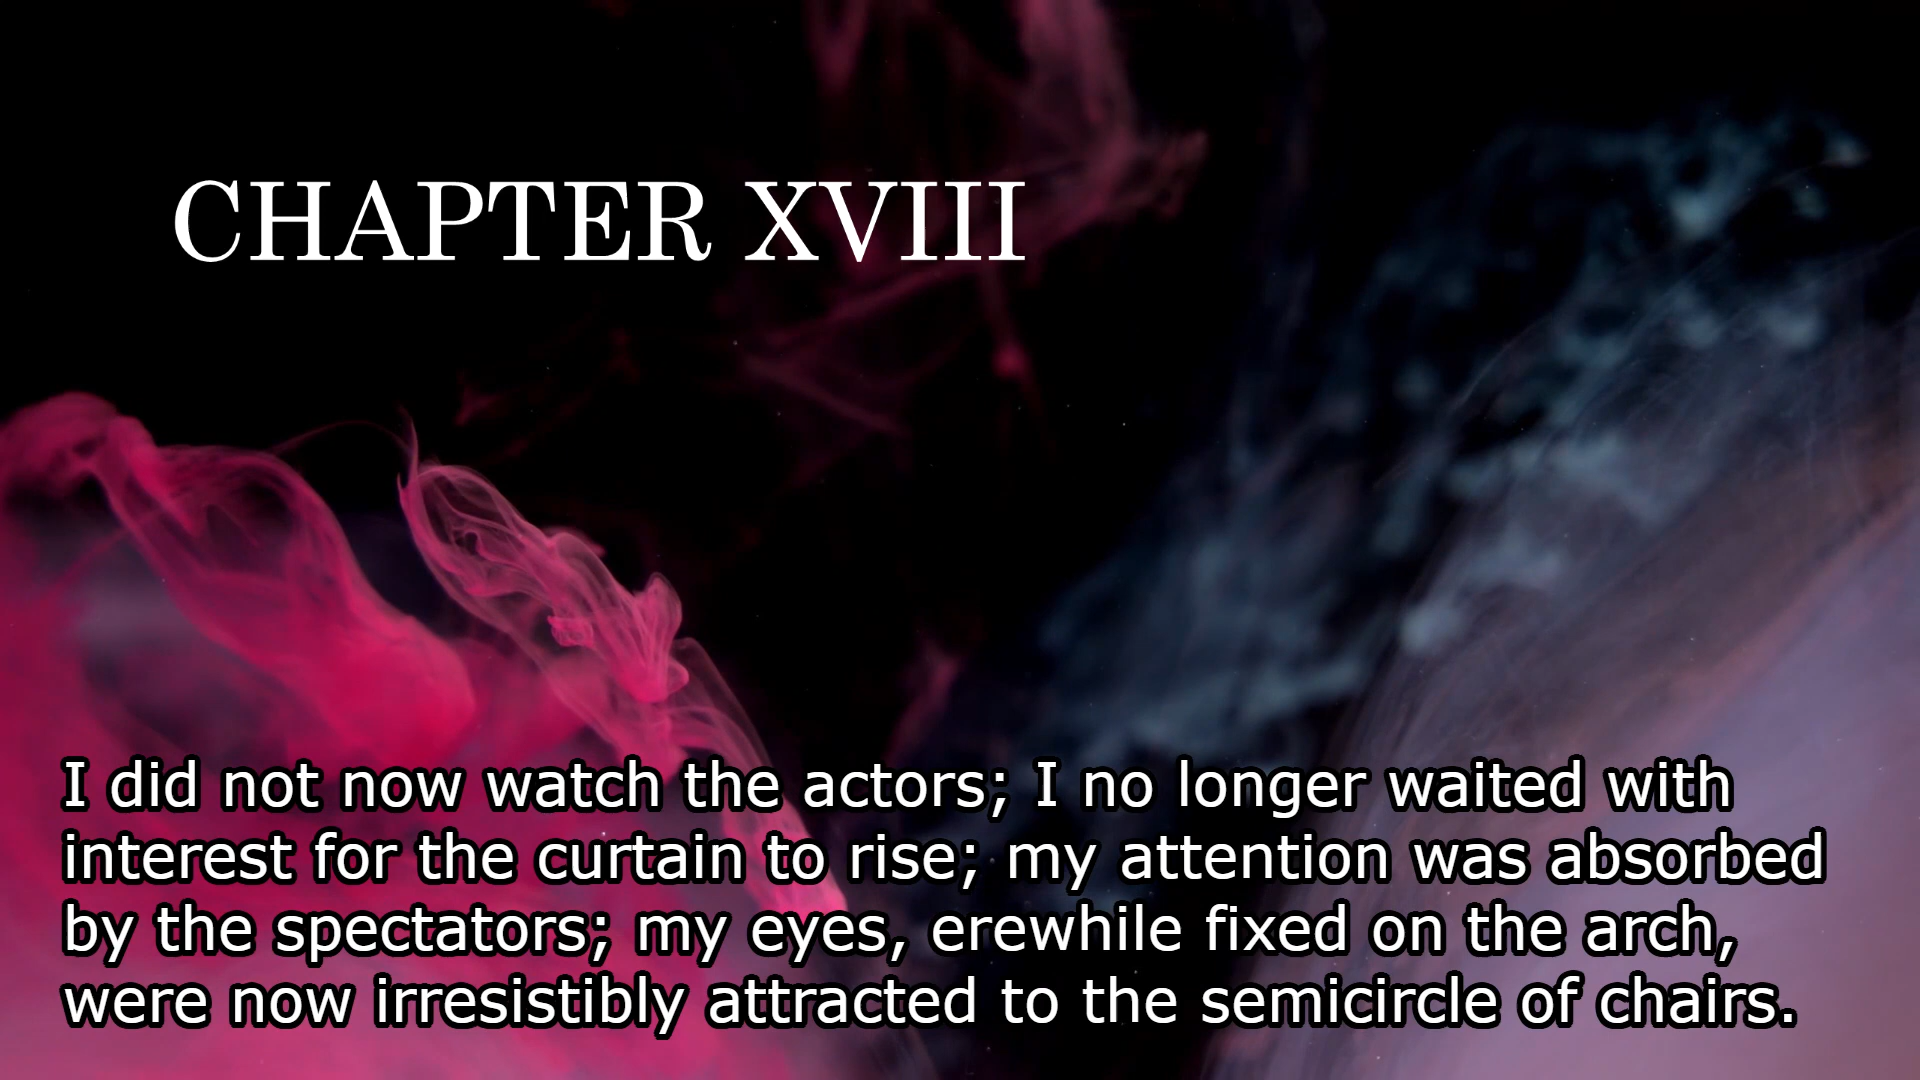 CHAPTER XVIII
I did not now watch the actors; I no longer waited with
interest for the curtain to rise; my attention was absorbed
by the spectators; my eyes, erewhile fixed on the arch,
were now irresistibly attracted to the semicircle of chairs.